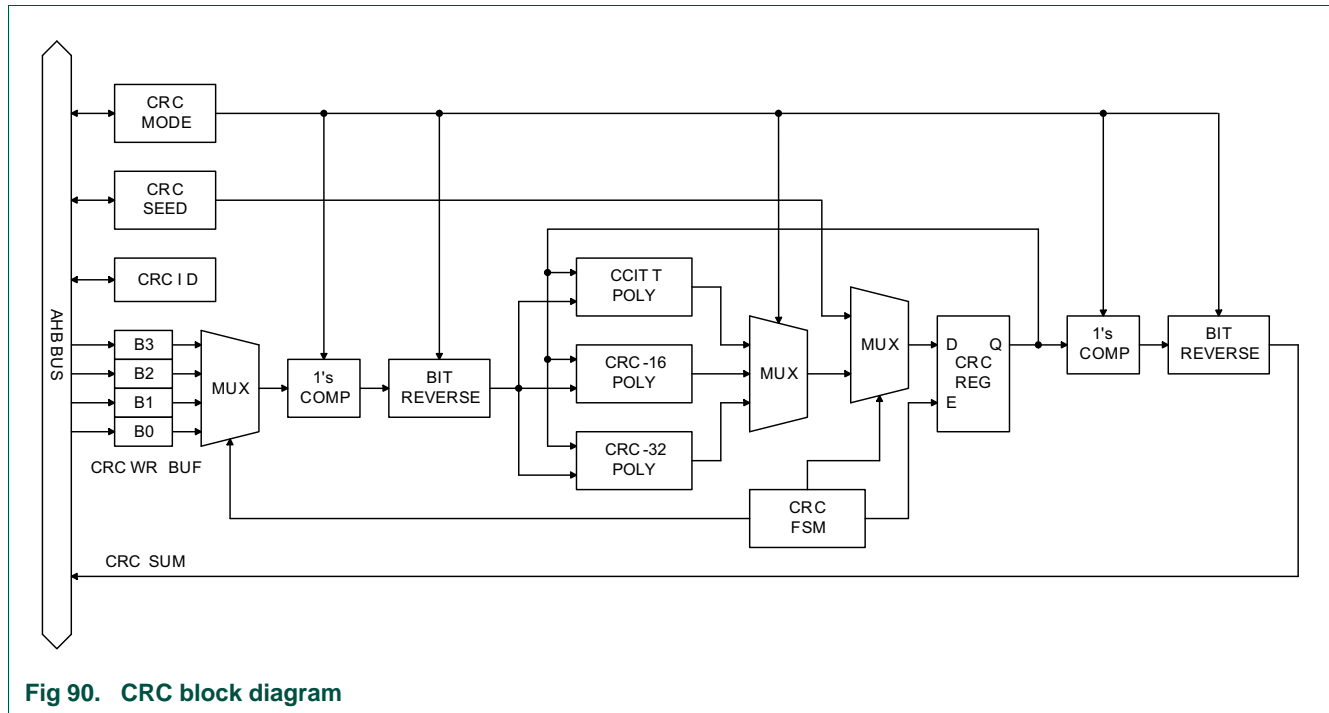 CRC
MODE
CRC
SEED
CRC ID
AHB BUS
B3
B2
B1
B0
MUX
CRC WR BUF
1's
COMP
BIT
REVERSE
CCITT
POLY
CRC-16
POLY
CRC-32
POLY
MUX
MUX
D Q
CRC
REG
E
1's
COMP
BIT
REVERSE
CRC
FSM
CRC SUM
Fig 90. CRC block diagram